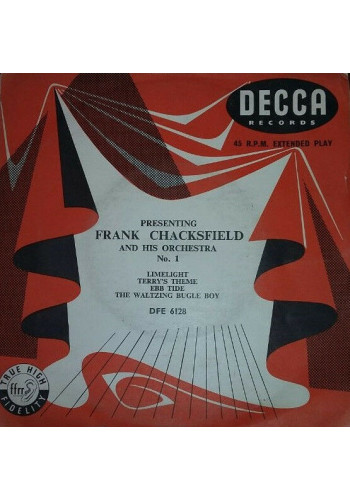 DECCA
RECORDS
45 R.P.M. EXTENDED PLAY
PRESENTING
FRANK CHACKSFIELD
AND HIS ORCHESTRA
No. 1
LIMELIGHT
TERRY'S THEME
EBB TIDE
THE WALTZING BUGLE BOY
DFE 6128
TRUE HIGH
ffrr
FIDELITY